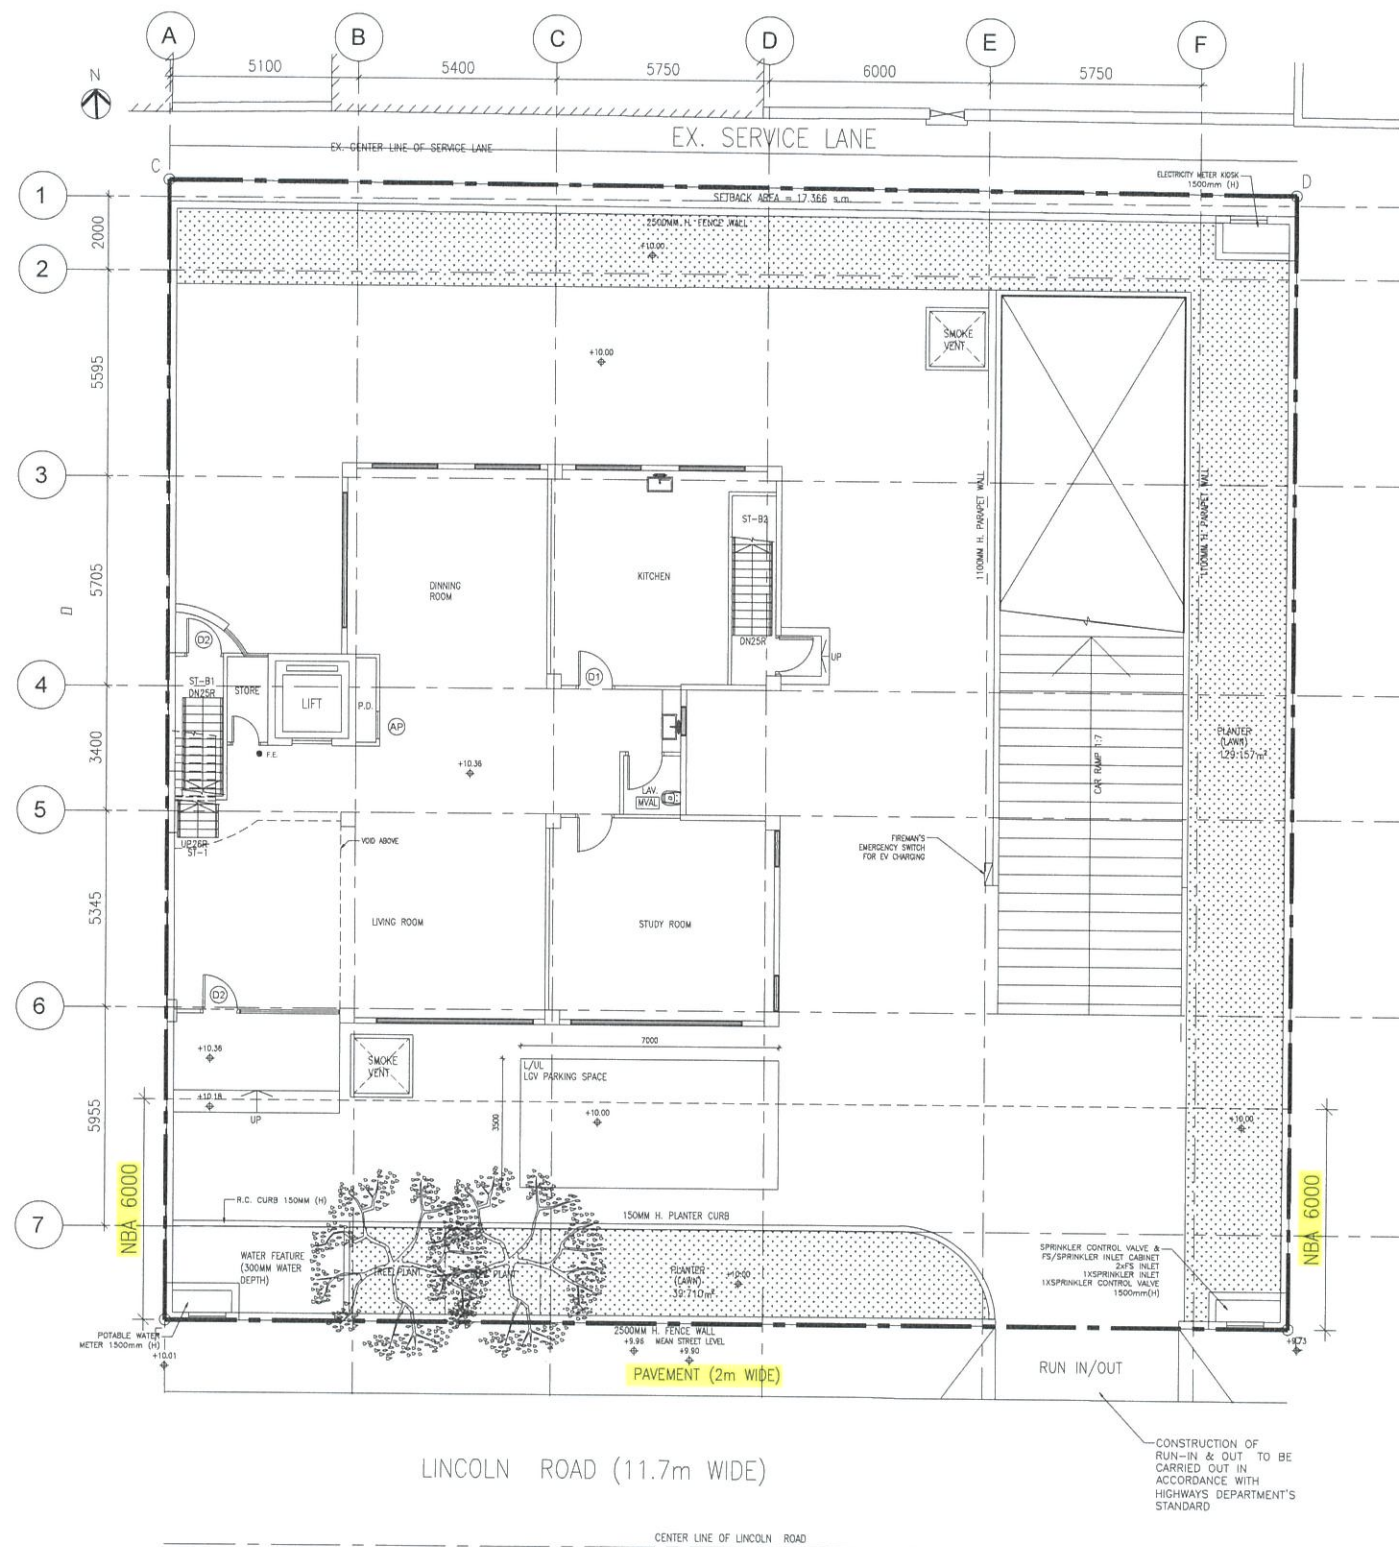 A
B
C
D
E
F
5100
5400
5750
6000
5750
N
EX. SERVICE LANE
EX. CENTER LINE OF SERVICE LANE
C
D
ELECTRICITY METER KIOSK
1500mm (H)
1
SETBACK AREA = 17.366 s.m.
2000
2500MM H. FENCE WALL
+10.00
2
SMOKE
VENT
+10.00
5595
3
1100MM H. PARAPET WALL
1100MM H. PARAPET WALL
ST-B2
5705
DINNING
ROOM
KITCHEN
D
D2
DN25R
UP
D1
ST-B1
DN25R
STORE
4
LIFT
P.D.
AP
PLANTER
(LAWN)
129.157m²
3400
F.E.
+10.36
CAR RAMP 1:7
LAV.
MVAL
5
UP26R
ST-1
VOID ABOVE
FIREMAN'S
EMERGENCY SWITCH
FOR EV CHARGING
5345
LIVING ROOM
STUDY ROOM
D2
6
7000
+10.36
SMOKE
VENT
L/UL
LGV PARKING SPACE
+10.18
UP
3500
+10.00
+10.00
5955
NBA 6000
NBA 6000
R.C. CURB 150MM (H)
150MM H. PLANTER CURB
7
WATER FEATURE
(300MM WATER
DEPTH)
TREE PLANT
PLANT
PLANTER
(LAWN)
39.710m²
+10.00
SPRINKLER CONTROL VALVE &
FS/SPRINKLER INLET CABINET
2xFS INLET
1XSPRINKLER INLET
1XSPRINKLER CONTROL VALVE
1500mm(H)
POTABLE WATER
METER 1500mm (H)
+10.01
2500MM H. FENCE WALL
+9.98 MEAN STREET LEVEL
+9.90
+9.73
PAVEMENT (2m WIDE)
RUN IN/OUT
CONSTRUCTION OF
RUN-IN & OUT TO BE
CARRIED OUT IN
ACCORDANCE WITH
HIGHWAYS DEPARTMENT'S
STANDARD
LINCOLN ROAD (11.7m WIDE)
CENTER LINE OF LINCOLN ROAD